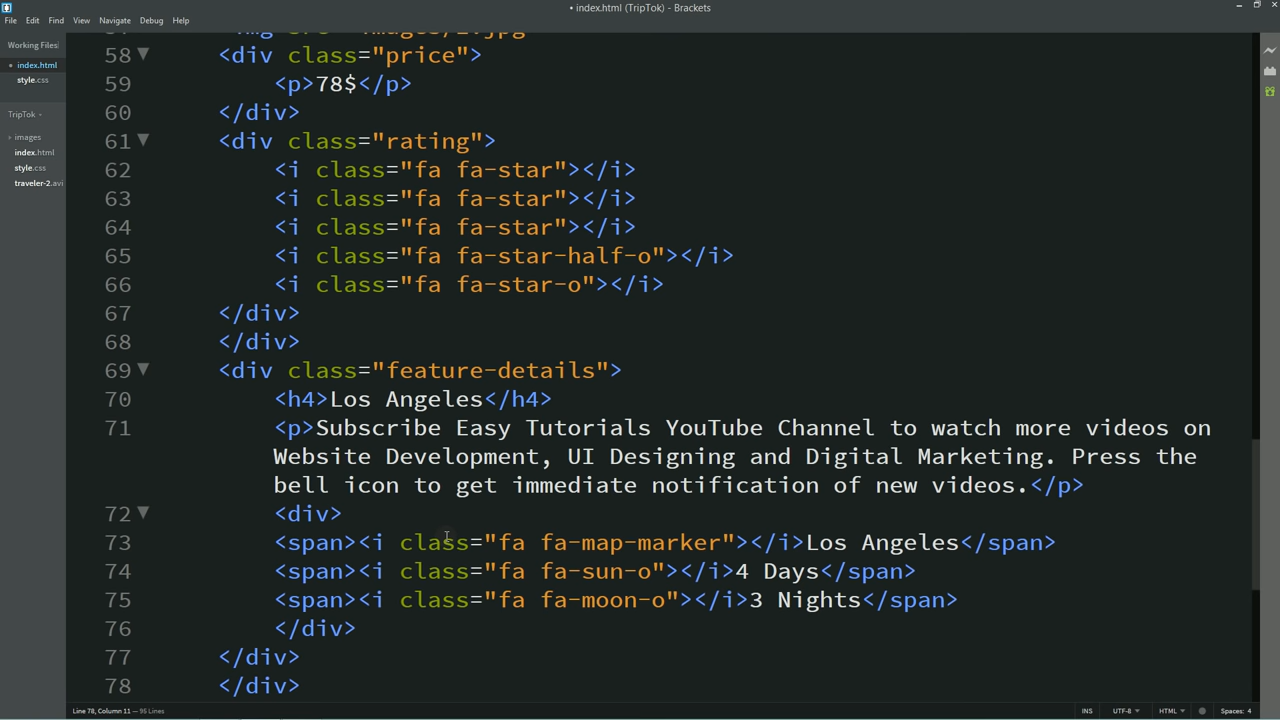 • index.html (TripTok) - Brackets
File Edit Find View Navigate Debug Help
Working Files
• index.html
style.css
TripTok
images
index.html
style.css
traveler-2.avi
58 <div class="price">
59 <p>78$</p>
60 </div>
61 <div class="rating">
62 <i class="fa fa-star"></i>
63 <i class="fa fa-star"></i>
64 <i class="fa fa-star"></i>
65 <i class="fa fa-star-half-o"></i>
66 <i class="fa fa-star-o"></i>
67 </div>
68 </div>
69 <div class="feature-details">
70 <h4>Los Angeles</h4>
71 <p>Subscribe Easy Tutorials YouTube Channel to watch more videos on
Website Development, UI Designing and Digital Marketing. Press the
bell icon to get immediate notification of new videos.</p>
72 <div>
73 <span><i class="fa fa-map-marker"></i>Los Angeles</span>
74 <span><i class="fa fa-sun-o"></i>4 Days</span>
75 <span><i class="fa fa-moon-o"></i>3 Nights</span>
76 </div>
77 </div>
78 </div>
Line 78, Column 11 — 95 Lines
INS UTF-8 HTML Spaces: 4